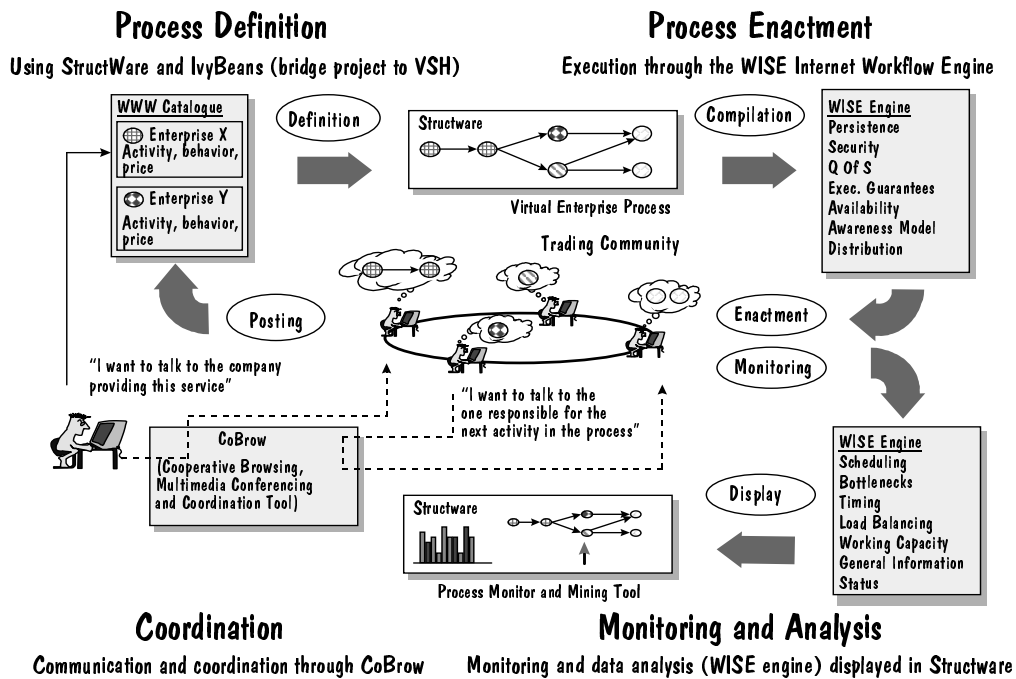 Process Definition
Using StructWare and IvyBeans (bridge project to VSH)
Process Enactment
Execution through the WISE Internet Workflow Engine
WWW Catalogue
Enterprise X
Activity, behavior,
price
Enterprise Y
Activity, behavior,
price
Definition
Structware
Virtual Enterprise Process
Compilation
WISE Engine
Persistence
Security
Q Of S
Exec. Guarantees
Availability
Awareness Model
Distribution
Trading Community
Posting
Enactment
Monitoring
"I want to talk to the company
providing this service"
"I want to talk to the
one responsible for the
next activity in the process"
CoBrow
(Cooperative Browsing,
Multimedia Conferencing
and Coordination Tool)
WISE Engine
Scheduling
Bottlenecks
Timing
Load Balancing
Working Capacity
General Information
Status
Display
Structware
Process Monitor and Mining Tool
Coordination
Communication and coordination through CoBrow
Monitoring and Analysis
Monitoring and data analysis (WISE engine) displayed in Structware